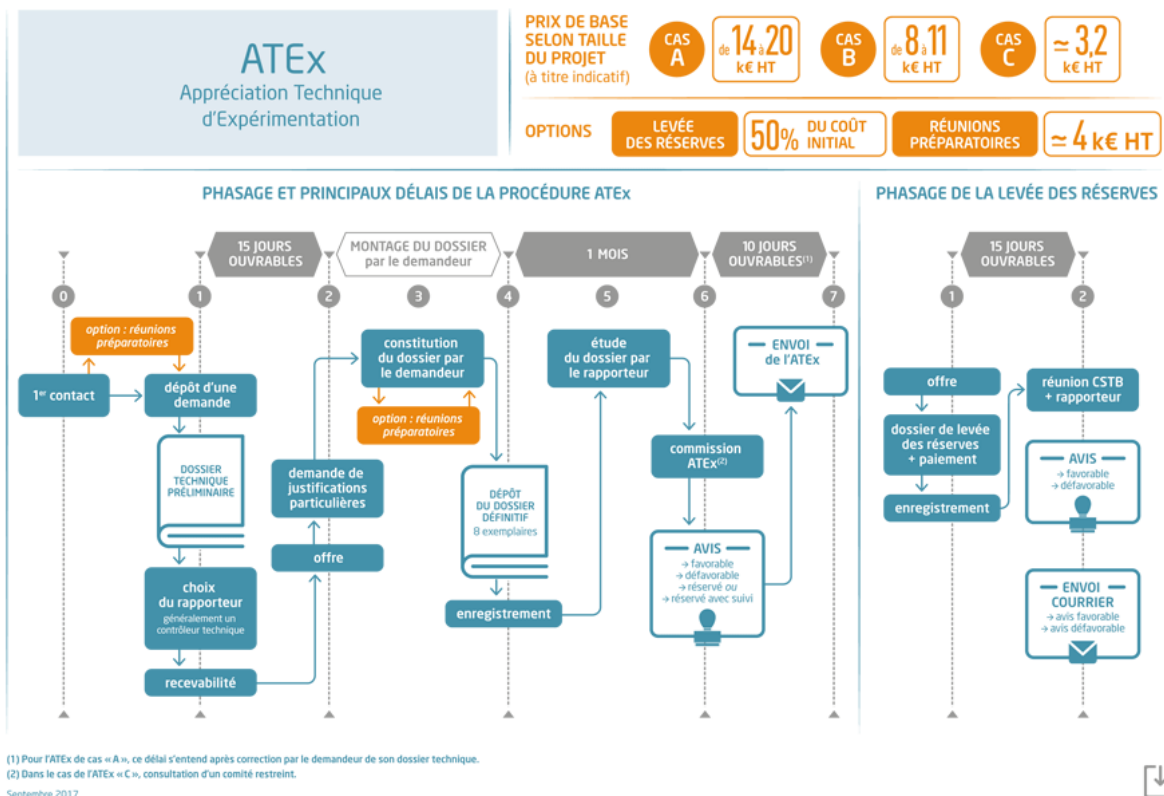 ATEx
Appréciation Technique
d'Expérimentation
PRIX DE BASE
SELON TAILLE
DU PROJET
(à titre indicatif)
CAS
A
de 14 à 20
k€ HT
CAS
B
de 8 à 11
k€ HT
CAS
C
≃ 3,2
k€ HT
OPTIONS
LEVÉE
DES RÉSERVES
50% DU COÛT
INITIAL
RÉUNIONS
PRÉPARATOIRES
≃ 4 k€ HT
PHASAGE ET PRINCIPAUX DÉLAIS DE LA PROCÉDURE ATEx
15 JOURS
OUVRABLES
MONTAGE DU DOSSIER
par le demandeur
1 MOIS
10 JOURS
OUVRABLES(1)
0
1
2
3
4
5
6
7
option : réunions
préparatoires
1er contact
dépôt d'une
demande
DOSSIER
TECHNIQUE
PRÉLIMINAIRE
choix
du rapporteur
généralement un
contrôleur technique
recevabilité
offre
demande de
justifications
particulières
constitution
du dossier par
le demandeur
option : réunions
préparatoires
DÉPÔT
DU DOSSIER
DÉFINITIF
8 exemplaires
enregistrement
étude
du dossier par
le rapporteur
commission
ATEx(2)
AVIS
→ favorable
→ défavorable
→ réservé ou
→ réservé avec suivi
ENVOI
de l'ATEx
PHASAGE DE LA LEVÉE DES RÉSERVES
15 JOURS
OUVRABLES
1
2
offre
dossier de levée
des réserves
+ paiement
enregistrement
réunion CSTB
+ rapporteur
AVIS
→ favorable
→ défavorable
ENVOI
COURRIER
→ avis favorable
→ avis défavorable
(1) Pour l'ATEx de cas « A », ce délai s'entend après correction par le demandeur de son dossier technique.
(2) Dans le cas de l'ATEx « C », consultation d'un comité restreint.
Septembre 2017